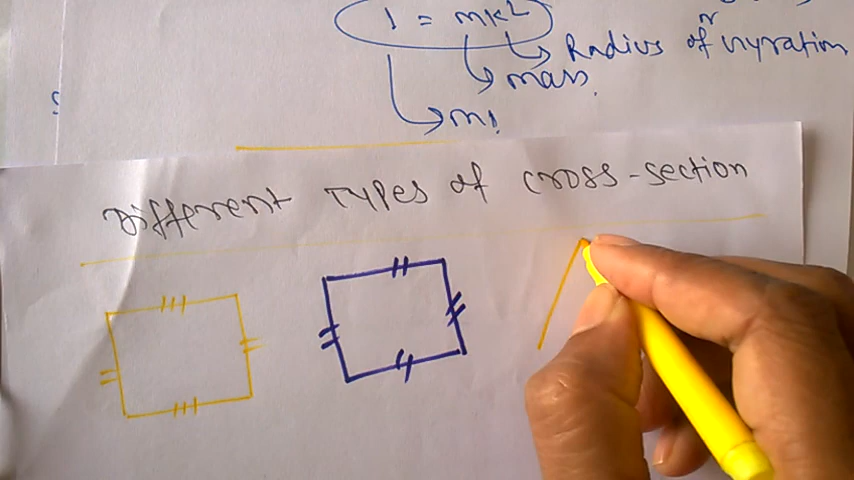 I = mk2
Radius of Gyration
mass.
m!
Different Types of cross-section